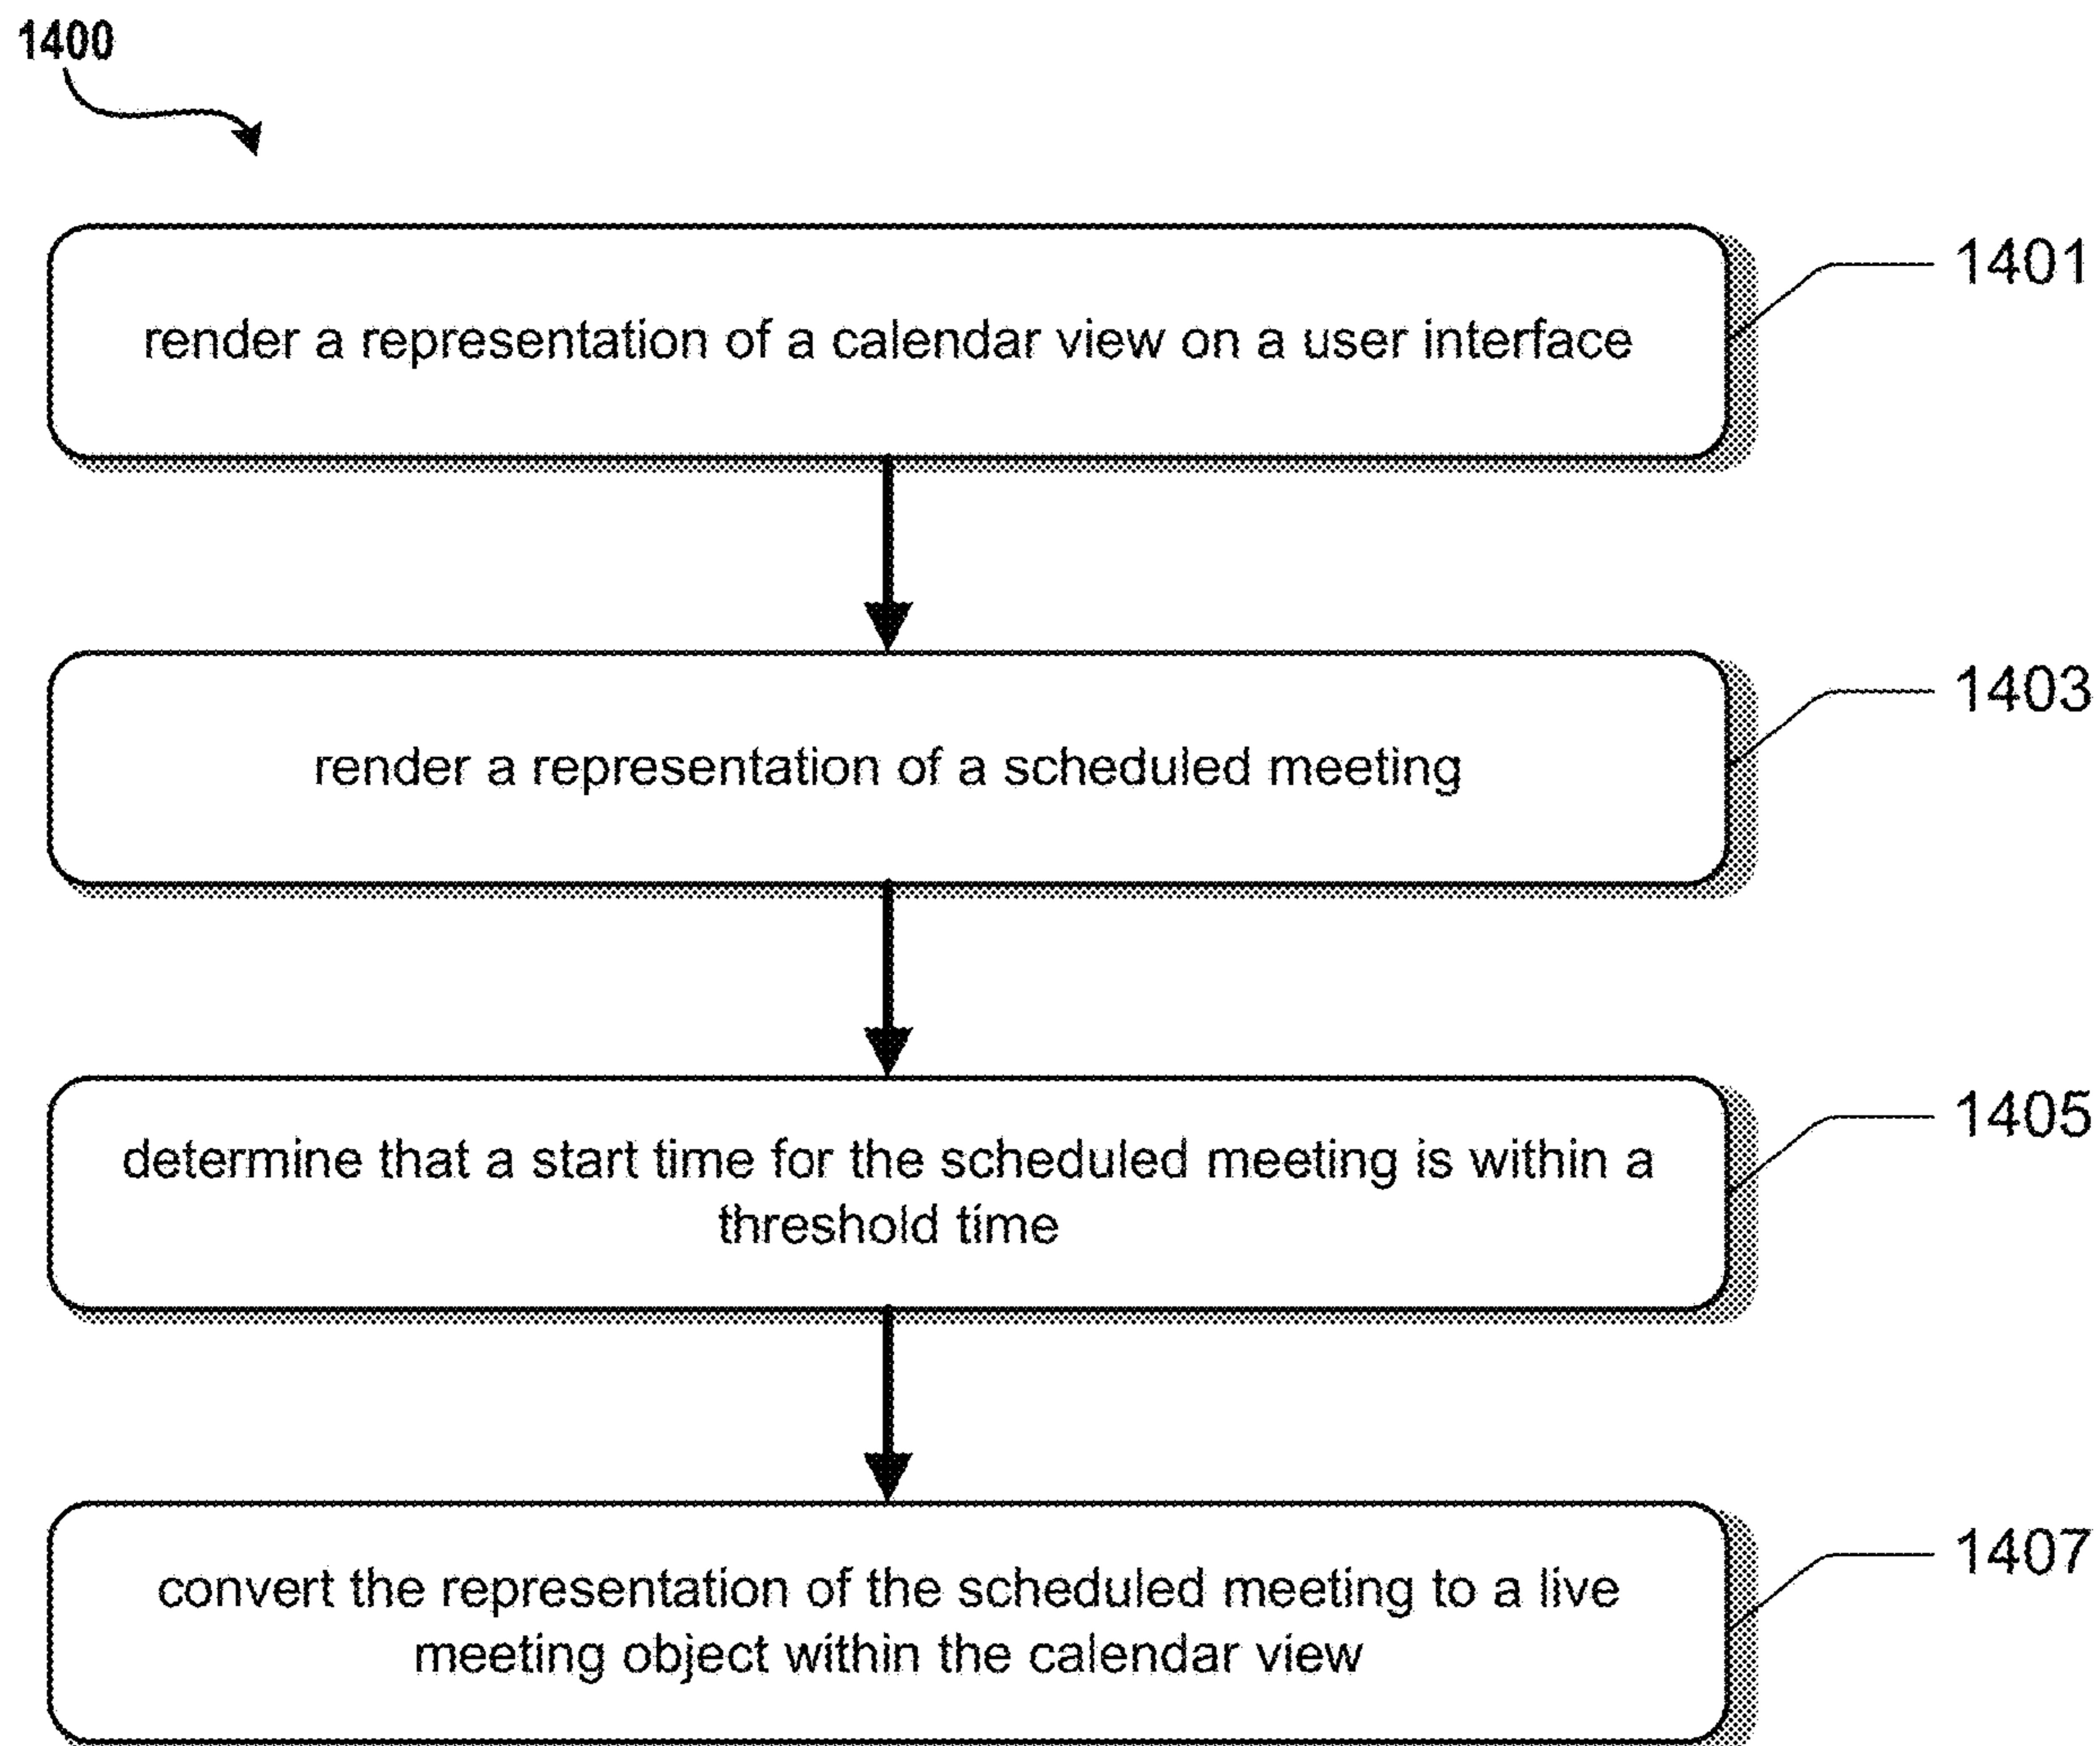 1400
render a representation of a calendar view on a user interface
1401
render a representation of a scheduled meeting
1403
determine that a start time for the scheduled meeting is within a
threshold time
1405
convert the representation of the scheduled meeting to a live
meeting object within the calendar view
1407